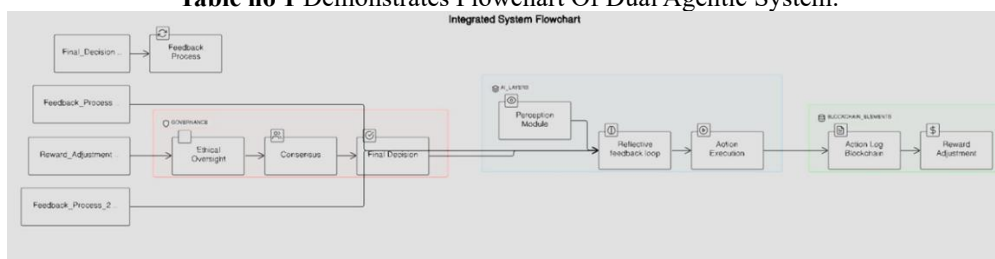 Table no 1 Demonstrates Flowchart Of Dual Agentic System.
Integrated System Flowchart
Final_Decision...
Feedback
Process
Feedback_Process...
GOVERNANCE
Reward_Adjustment...
Ethical
Oversight
Consensus
Final Decision
Feedback_Process_2...
AI_LAYERS
Perception
Module
Reflective
feedback loop
Action
Execution
BLOCKCHAIN_ELEMENTS
Action Log
Blockchain
$
Reward
Adjustment